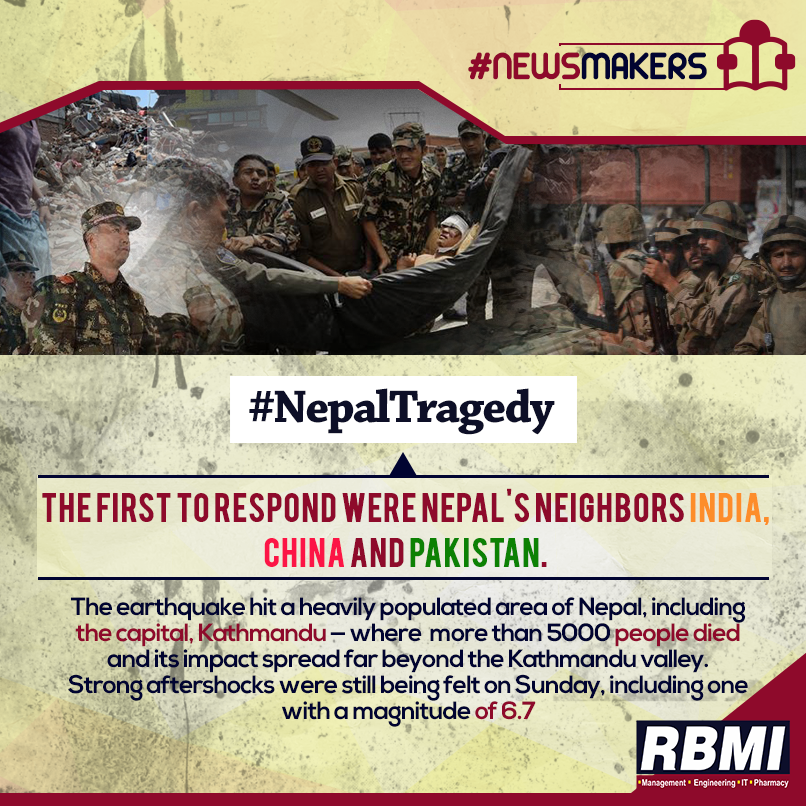 #NEWSMAKERS
#NepalTragedy
THE FIRST TO RESPOND WERE NEPAL'S NEIGHBORS INDIA,
CHINA AND PAKISTAN.
The earthquake hit a heavily populated area of Nepal, including
the capital, Kathmandu – where more than 5000 people died
and its impact spread far beyond the Kathmandu valley.
Strong aftershocks were still being felt on Sunday, including one
with a magnitude of 6.7
RBMI
•Management • Engineering • IT • Pharmacy